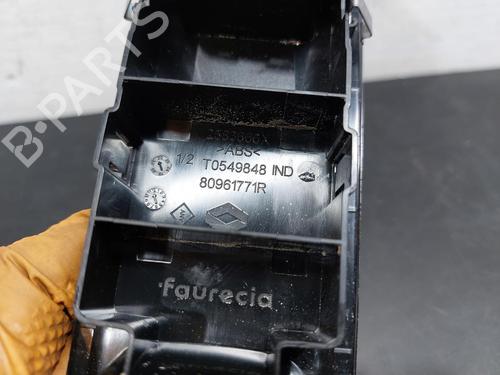 B-PARTS
>ABS<
1/2 T0549848 IND
80961771R
faurecia